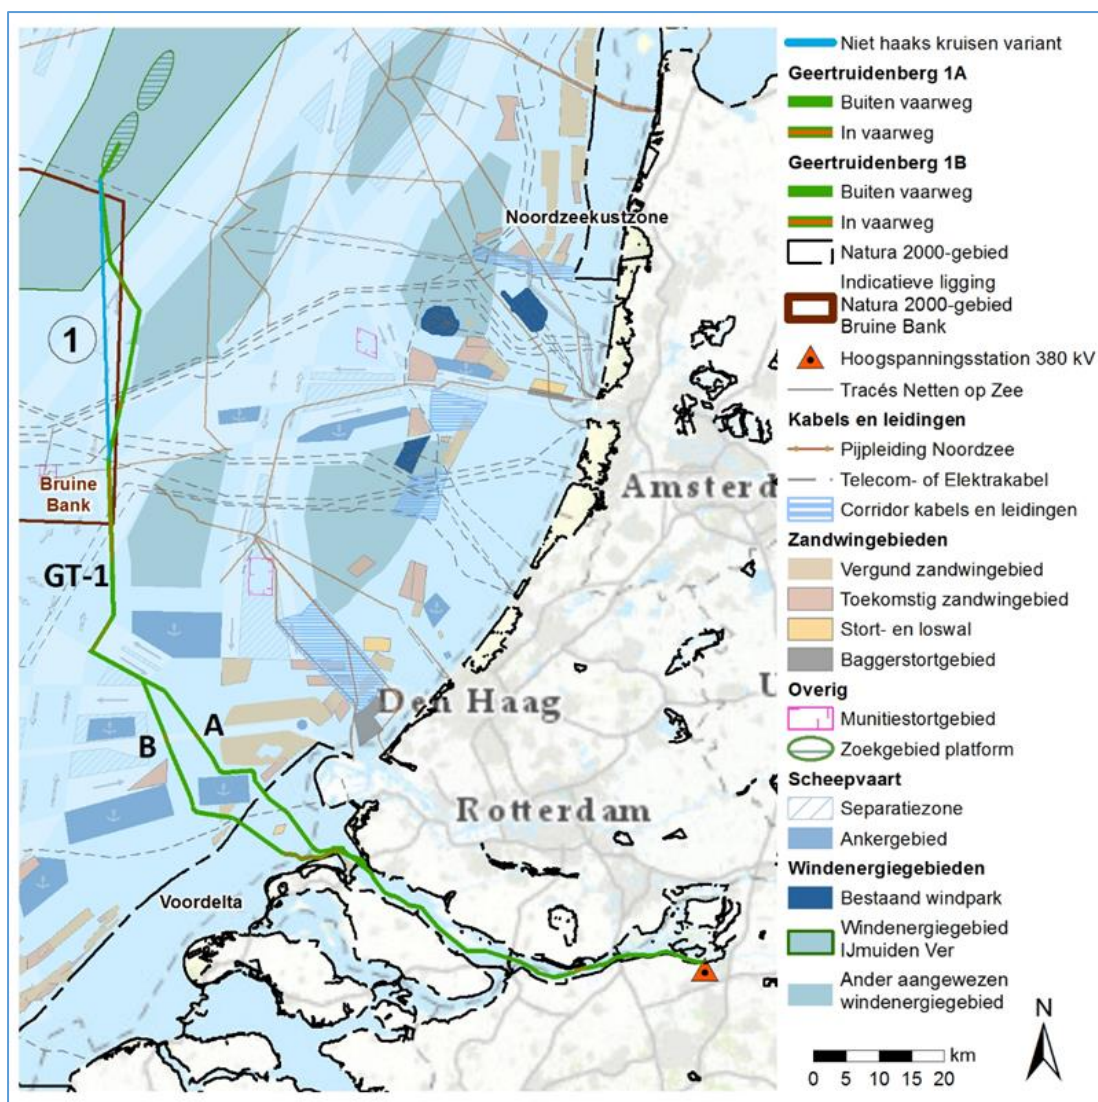 Noordzeekustzone
1
Bruine
Bank
GT-1
A
B
Amsterd
Den Haag
U
Rotterdam
Voordelta
Niet haaks kruisen variant
Geertruidenberg 1A
Buiten vaarweg
In vaarweg
Geertruidenberg 1B
Buiten vaarweg
In vaarweg
Natura 2000-gebied
Indicatieve ligging
Natura 2000-gebied
Bruine Bank
Hoogspanningsstation 380 kV
Tracés Netten op Zee
Kabels en leidingen
Pijpleiding Noordzee
Telecom- of Elektrakabel
Corridor kabels en leidingen
Zandwingebieden
Vergund zandwingebied
Toekomstig zandwingebied
Stort- en loswal
Baggerstortgebied
Overig
Munitiestortgebied
Zoekgebied platform
Scheepvaart
Separatiezone
Ankergebied
Windenergiegebieden
Bestaand windpark
Windenergiegebied
IJmuiden Ver
Ander aangewezen
windenergiegebied
N
km
0 5 10 15 20